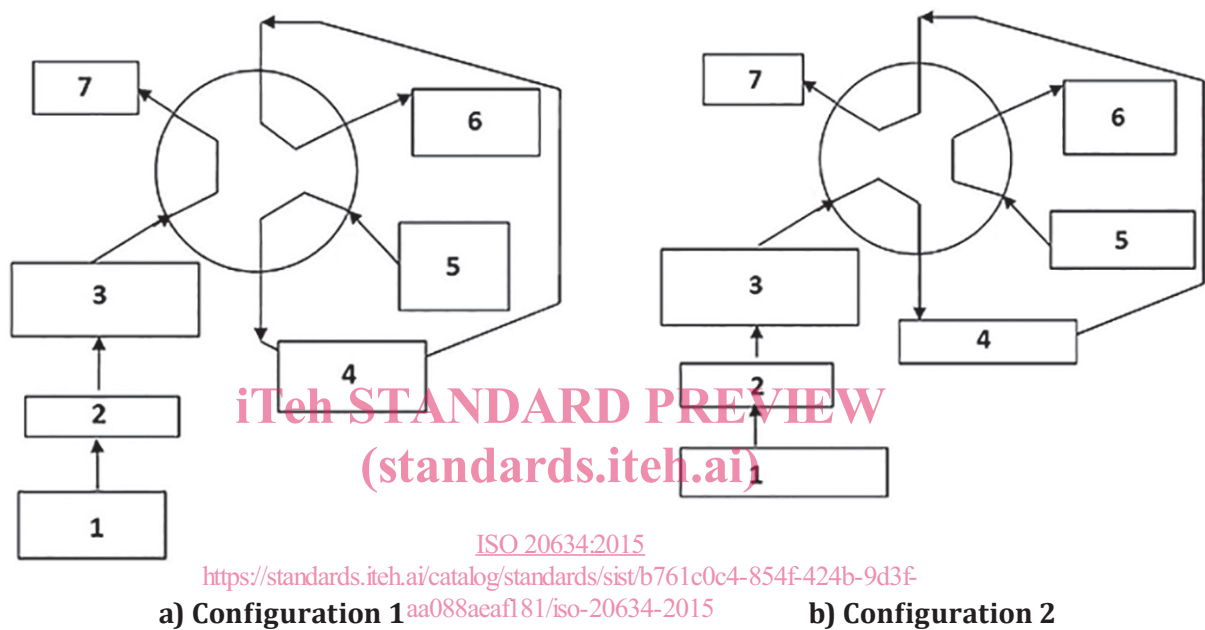 7
6
5
3
4
2
1
7
6
5
3
4
2
1
iTeh STANDARD PREVIEW
(standards.iteh.ai)
ISO 20634:2015
https://standards.iteh.ai/catalog/standards/sist/b761c0c4-854f-424b-9d3f-
aa088aeaf181/iso-20634-2015
a) Configuration 1
b) Configuration 2